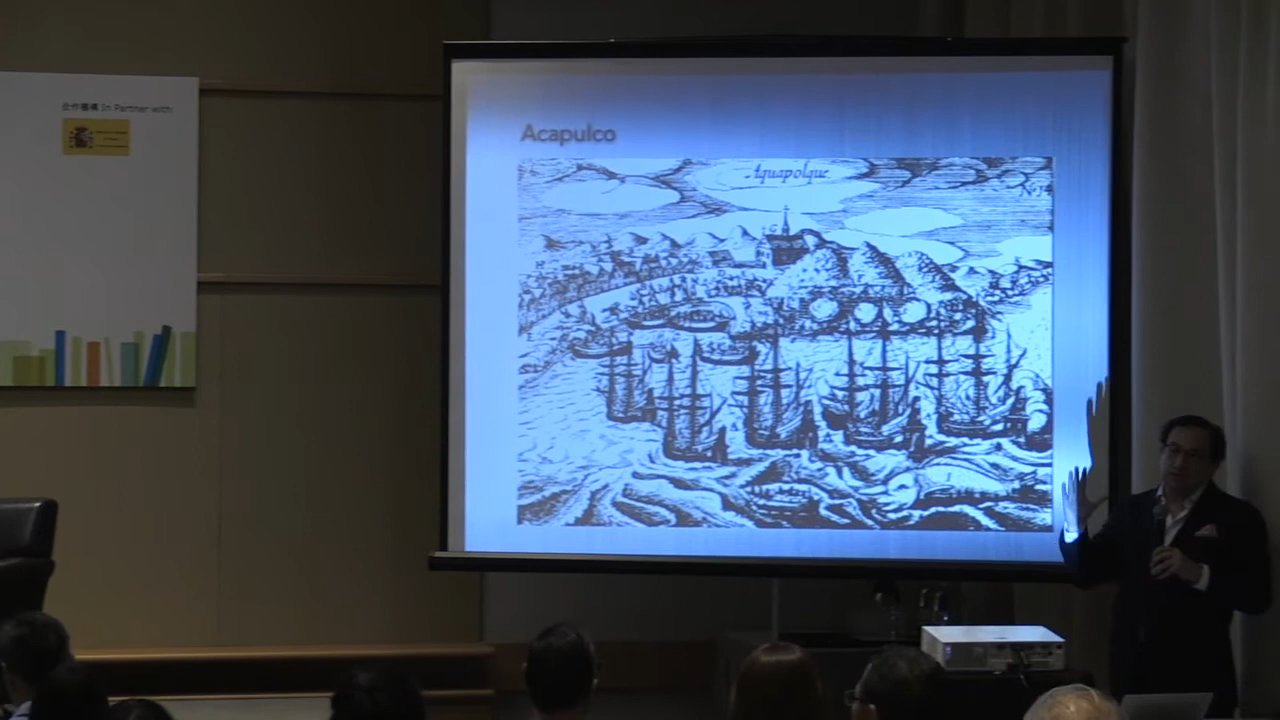 合作機構 In Partner with:
Acapulco
Aquapolque